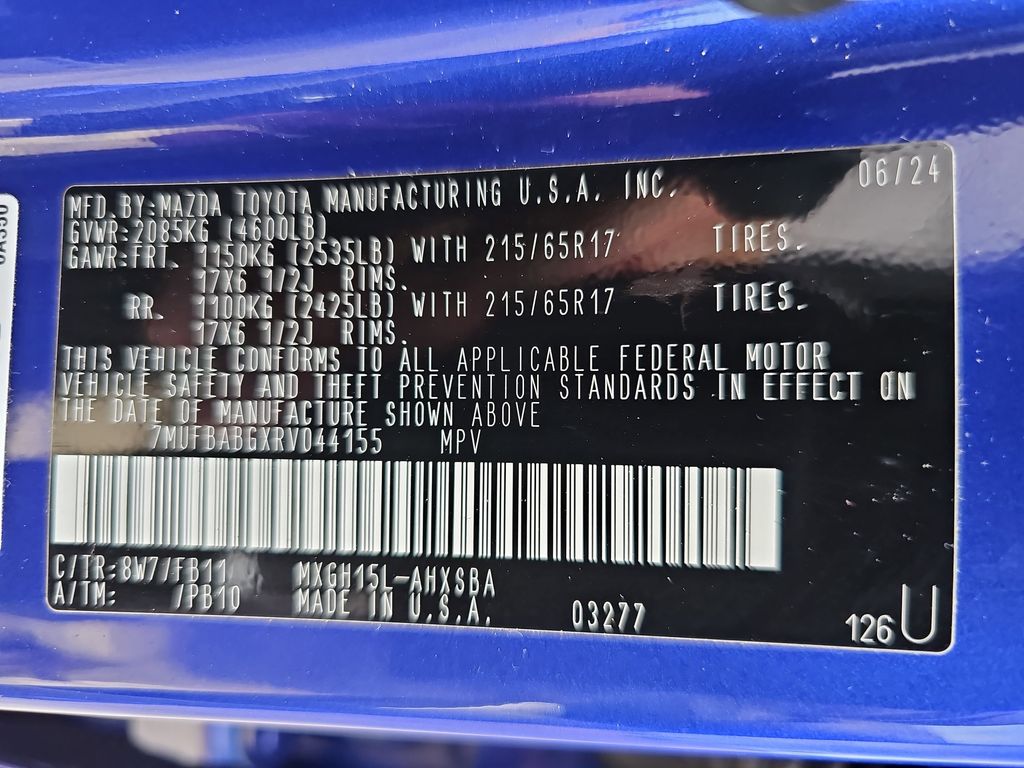 MFD.BY:MAZDA TOYOTA MANUFACTURING U.S.A. INC. 06/24
GVWR:2085KG (4600LB)
GAWR:FRT. 1150KG (2535LB) WITH 215/65R17 TIRES.
17X6 1/2J RIMS.
RR. 1100KG (2425LB) WITH 215/65R17 TIRES.
17X6 1/2J RIMS.
THIS VEHICLE CONFORMS TO ALL APPLICABLE FEDERAL MOTOR
VEHICLE SAFETY AND THEFT PREVENTION STANDARDS IN EFFECT ON
THE DATE OF MANUFACTURE SHOWN ABOVE
7MUFBABGXRV044155 MPV
C/TR:8W7/FB11 MXGH15L-AHXSBA
A/TM: /PB10 MADE IN U.S.A. 03277
126 U